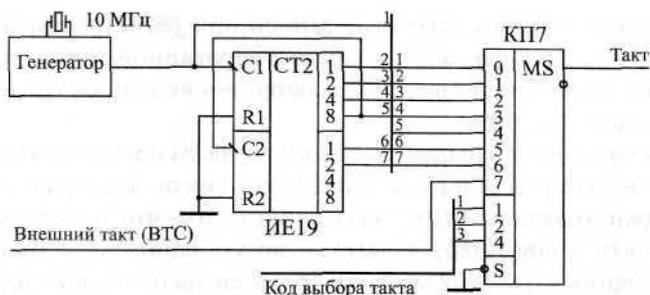 10 МГц
КП7
Генератор
C1 CT2 1
2
4
8
R1
C2 1
2
4
8
R2
ИЕ19
1
2 1
3 2
4 3
5 4
5
6 6
7 7
0 MS
1
2
3
4
5
6
7
1 1
2 2
3 4
S
Такт
Внешний такт (ВТС)
Код выбора такта